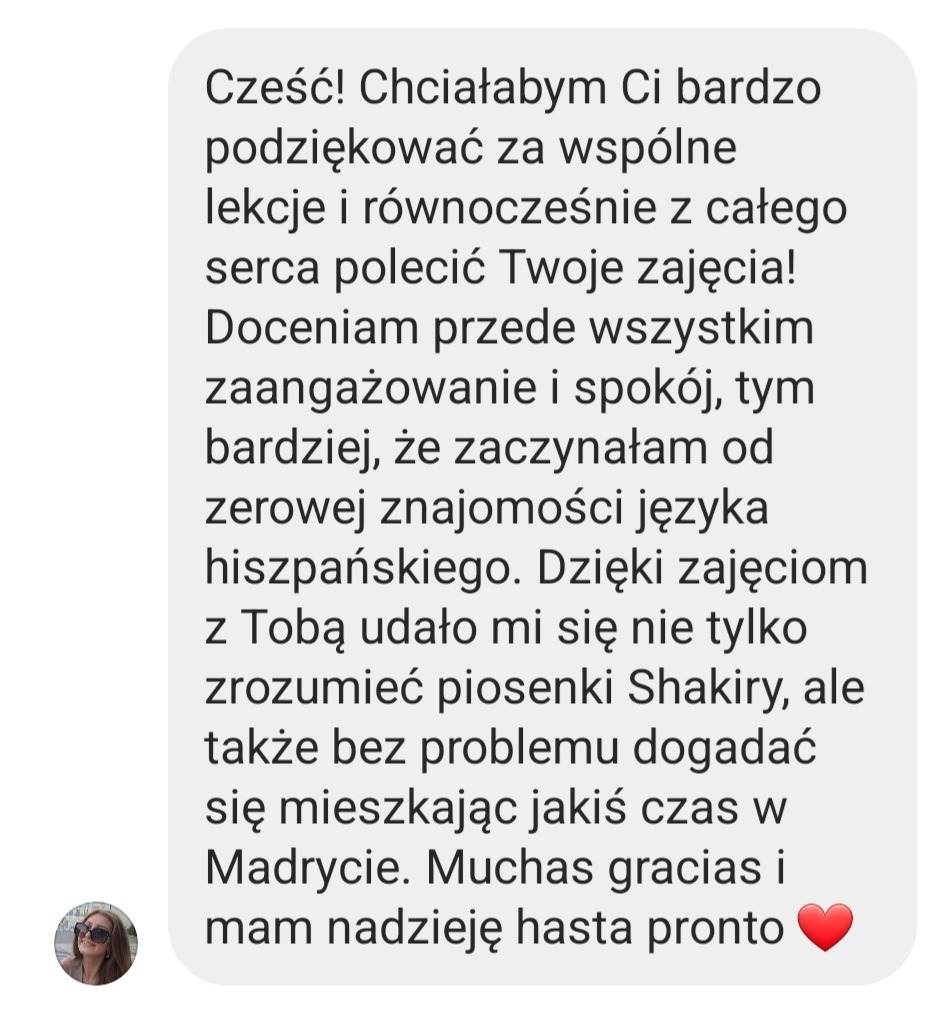 Cześć! Chciałabym Ci bardzo
podziękować za wspólne
lekcje i równocześnie z całego
serca polecić Twoje zajęcia!
Doceniam przede wszystkim
zaangażowanie i spokój, tym
bardziej, że zaczynałam od
zerowej znajomości języka
hiszpańskiego. Dzięki zajęciom
z Tobą udało mi się nie tylko
zrozumieć piosenki Shakiry, ale
także bez problemu dogadać
się mieszkając jakiś czas w
Madrycie. Muchas gracias i
mam nadzieję hasta pronto ❤️